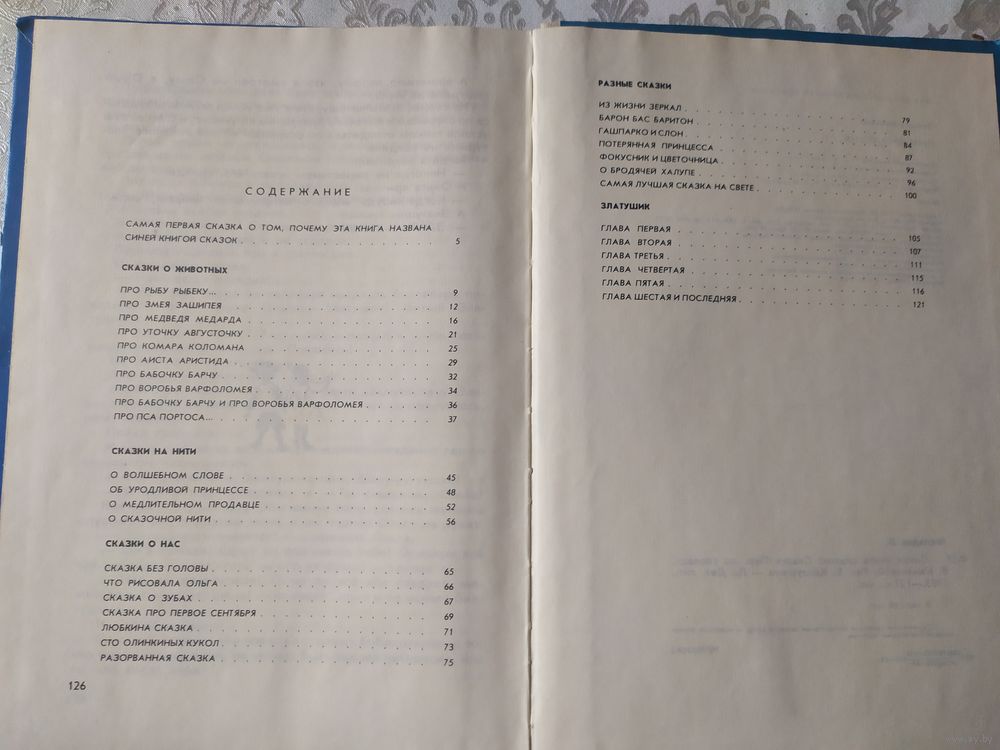 СОДЕРЖАНИЕ
САМАЯ ПЕРВАЯ СКАЗКА О ТОМ, ПОЧЕМУ ЭТА КНИГА НАЗВАНА
СИНЕЙ КНИГОЙ СКАЗОК . . . 5
СКАЗКИ О ЖИВОТНЫХ
ПРО РЫБУ РЫБЕКУ... . . . 9
ПРО ЗМЕЯ ЗАШИПЕЯ . . . 12
ПРО МЕДВЕДЯ МЕДАРДА . . . 16
ПРО УТОЧКУ АВГУСТОЧКУ . . . 21
ПРО КОМАРА КОЛОМАНА . . . 25
ПРО АИСТА АРИСТИДА . . . 29
ПРО БАБОЧКУ БАРЧУ . . . 32
ПРО ВОРОБЬЯ ВАРФОЛОМЕЯ . . . 34
ПРО БАБОЧКУ БАРЧУ И ПРО ВОРОБЬЯ ВАРФОЛОМЕЯ . . . 36
ПРО ПСА ПОРТОСА... . . . 37
СКАЗКИ НА НИТИ
О ВОЛШЕБНОМ СЛОВЕ . . . 45
ОБ УРОДЛИВОЙ ПРИНЦЕССЕ . . . 48
О МЕДЛИТЕЛЬНОМ ПРОДАВЦЕ . . . 52
О СКАЗОЧНОЙ НИТИ . . . 56
СКАЗКИ О НАС
СКАЗКА БЕЗ ГОЛОВЫ . . . 65
ЧТО РИСОВАЛА ОЛЬГА . . . 66
СКАЗКА О ЗУБАХ . . . 67
СКАЗКА ПРО ПЕРВОЕ СЕНТЯБРЯ . . . 69
ЛЮБКИНА СКАЗКА . . . 71
СТО ОЛИНКИНЫХ КУКОЛ . . . 73
РАЗОРВАННАЯ СКАЗКА . . . 75
126
РАЗНЫЕ СКАЗКИ
ИЗ ЖИЗНИ ЗЕРКАЛ . . . 79
БАРОН БАС БАРИТОН . . . 81
ГАШПАРКО И СЛОН . . . 84
ПОТЕРЯННАЯ ПРИНЦЕССА . . . 87
ФОКУСНИК И ЦВЕТОЧНИЦА . . . 92
О БРОДЯЧЕЙ ХАЛУПЕ . . . 96
САМАЯ ЛУЧШАЯ СКАЗКА НА СВЕТЕ . . . 100
ЗЛАТУШИК
ГЛАВА ПЕРВАЯ . . . 105
ГЛАВА ВТОРАЯ . . . 107
ГЛАВА ТРЕТЬЯ . . . 111
ГЛАВА ЧЕТВЕРТАЯ . . . 115
ГЛАВА ПЯТАЯ . . . 116
ГЛАВА ШЕСТАЯ И ПОСЛЕДНЯЯ . . . 121